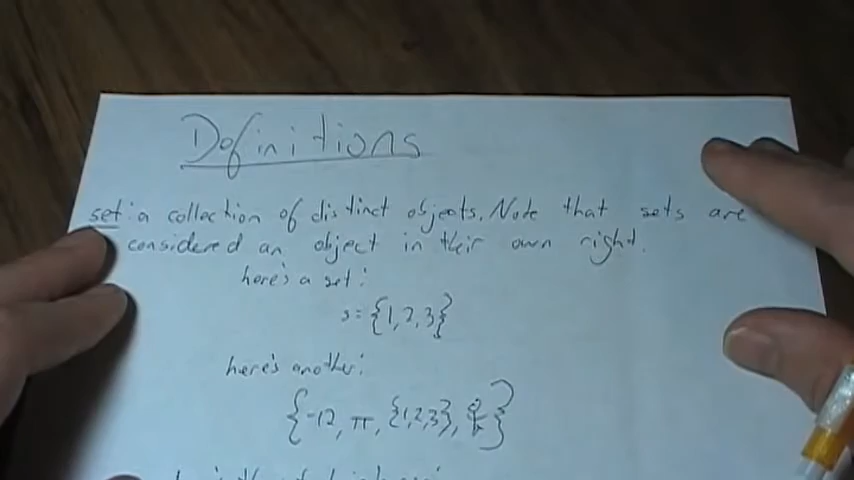 Definitions
set: a collection of distinct objects. Note that sets are
considered an object in their own right.
here's a set:
s={1,2,3}
here's another:
{-12, π, {1,2,3}, }